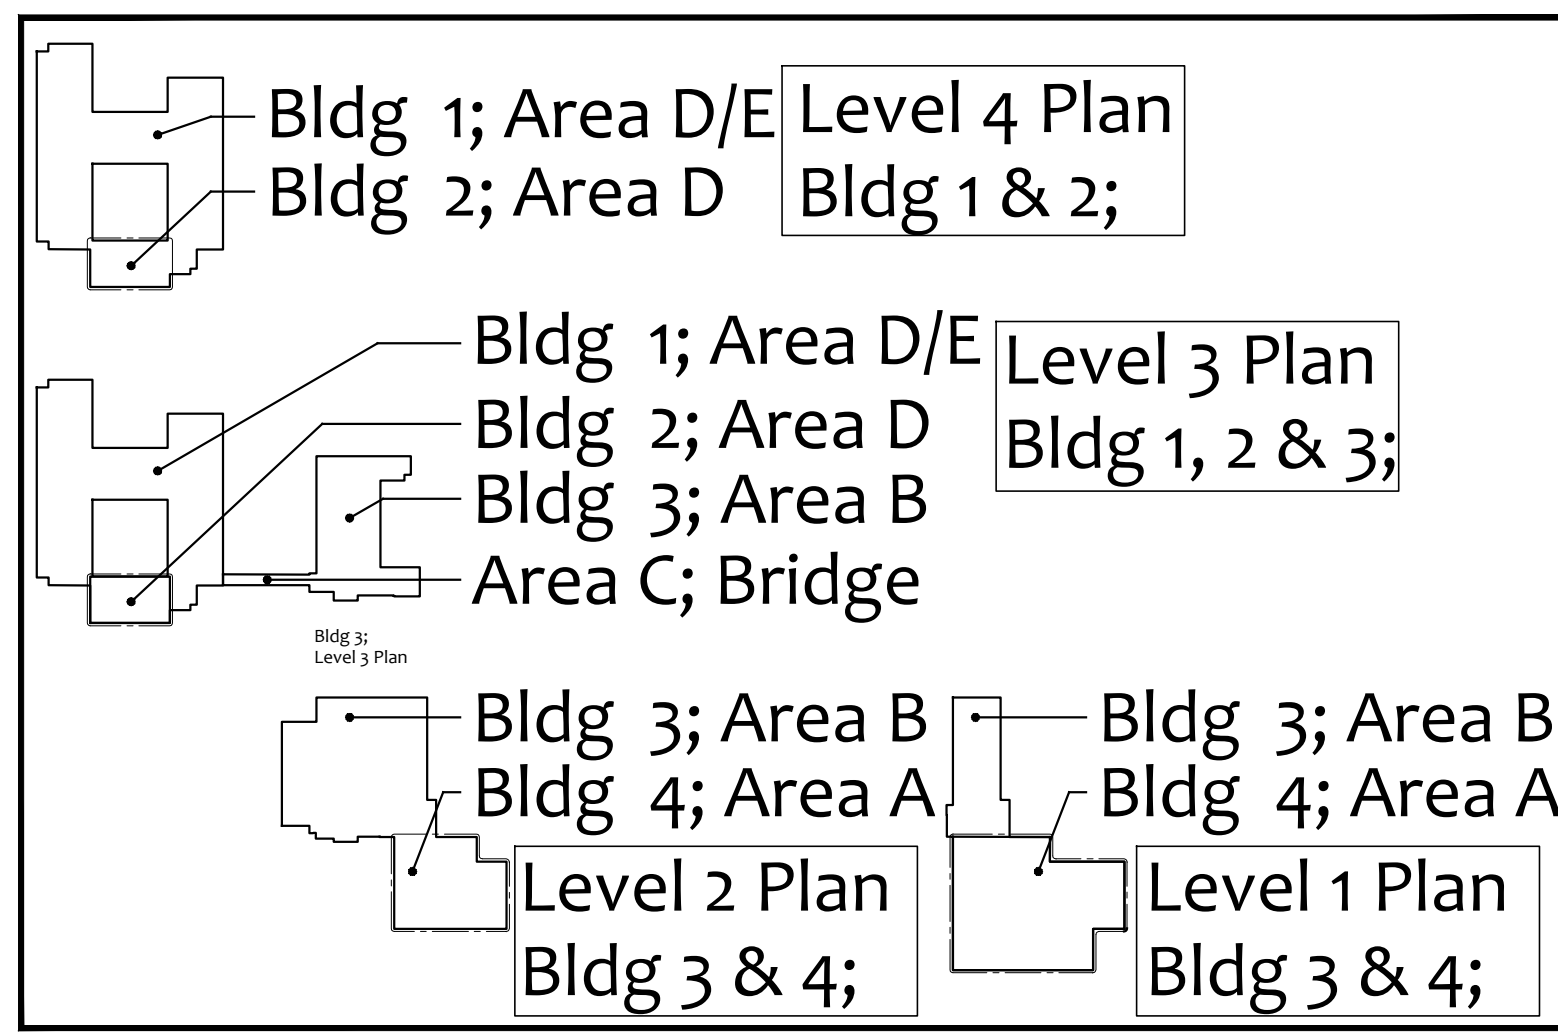 Bldg 1; Area D/E
Bldg 2; Area D
Level 4 Plan
Bldg 1 & 2;
Bldg 1; Area D/E
Bldg 2; Area D
Bldg 3; Area B
Area C; Bridge
Level 3 Plan
Bldg 1, 2 & 3;
Bldg 3;
Level 3 Plan
Bldg 3; Area B
Bldg 4; Area A
Level 2 Plan
Bldg 3 & 4;
Bldg 3; Area B
Bldg 4; Area A
Level 1 Plan
Bldg 3 & 4;